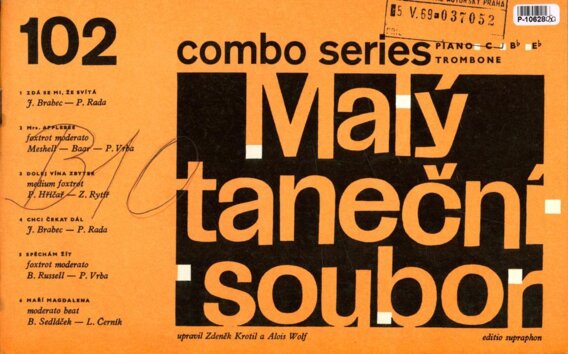 102
combo series
PIANO - C - B♭ - E♭
TROMBONE
15. V. 69 037052
P-10628
1 ZDÁ SE MI, ŽE SVÍTÁ
J. Brabec — P. Rada
2 Mrs. APPLEBEE
foxtrot moderato
Meshell — Baar — P. Vrba
3 DOLEJ VÍNA ZBYTEK
medium foxtrot
P. Hříčař — Z. Rytíř
4 CHCI ČEKAT DÁL
J. Brabec — P. Rada
5 SPĚCHÁM ŽÍT
foxtrot moderato
B. Russell — P. Vrba
6 MAŘÍ MAGDALENA
moderato beat
B. Sedláček — L. Černík
Malý
taneční
soubor
upravil Zdeněk Krotil a Alois Wolf
editio supraphon